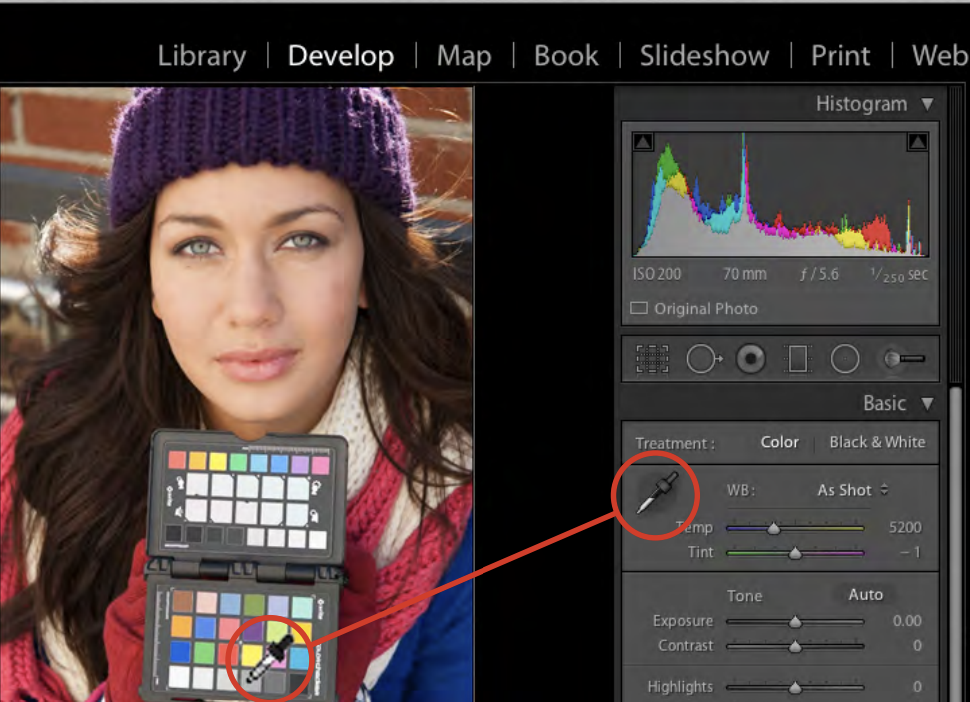 Library | Develop | Map | Book | Slideshow | Print | Web
Histogram
ISO 200 70 mm ƒ / 5.6 1/250 sec
Original Photo
Basic
Treatment : Color | Black & White
WB : As Shot
Temp 5200
Tint – 1
Tone Auto
Exposure 0.00
Contrast 0
Highlights 0